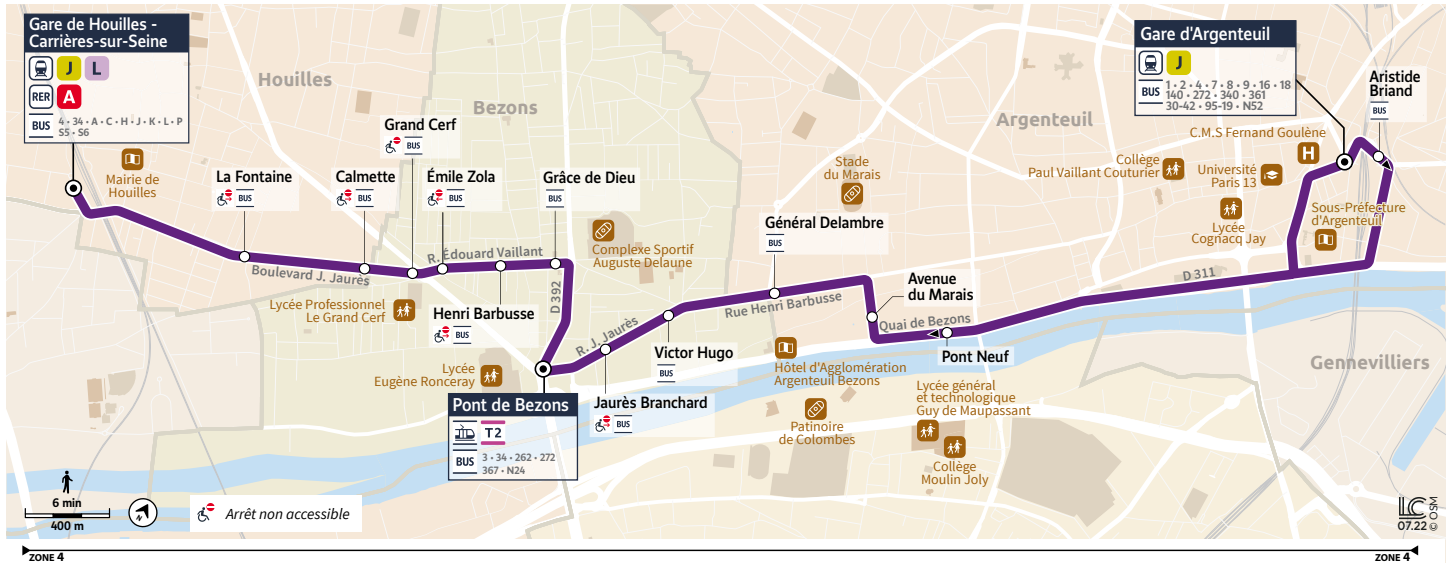 Gare de Houilles -
Carrières-sur-Seine
J L
RER A
BUS
4 • 34 • A • C • H • J • K • L • P
S5 • S6
Houilles
Mairie de
Houilles
Bezons
La Fontaine
BUS
Calmette
BUS
Grand Cerf
BUS
Émile Zola
BUS
Grâce de Dieu
BUS
Boulevard J. Jaurès
R. Édouard Vaillant
D 392
Complexe Sportif
Auguste Delaune
Lycée Professionnel
Le Grand Cerf
Henri Barbusse
BUS
Lycée
Eugène Ronceray
Pont de Bezons
T2
BUS
3 • 34 • 262 • 272
367 • N24
R. J. Jaurès
Jaurès Branchard
BUS
Victor Hugo
BUS
Général Delambre
BUS
Rue Henri Barbusse
Stade
du Marais
Hôtel d'Agglomération
Argenteuil Bezons
Patinoire
de Colombes
Avenue
du Marais
Quai de Bezons
Pont Neuf
Lycée général
et technologique
Guy de Maupassant
Collège
Moulin Joly
Argenteuil
Collège
Paul Vaillant Couturier
Université
Paris 13
Lycée
Cognacq Jay
C.M.S Fernand Goulène
H
Sous-Préfecture
d'Argenteuil
D 311
Gare d'Argenteuil
J
BUS
1 • 2 • 4 • 7 • 8 • 9 • 16 • 18
140 • 272 • 340 • 361
30-42 • 95-19 • N52
Aristide
Briand
BUS
Gennevilliers
6 min
400 m
N
Arrêt non accessible
LC
07.22 © OSM
ZONE 4
ZONE 4